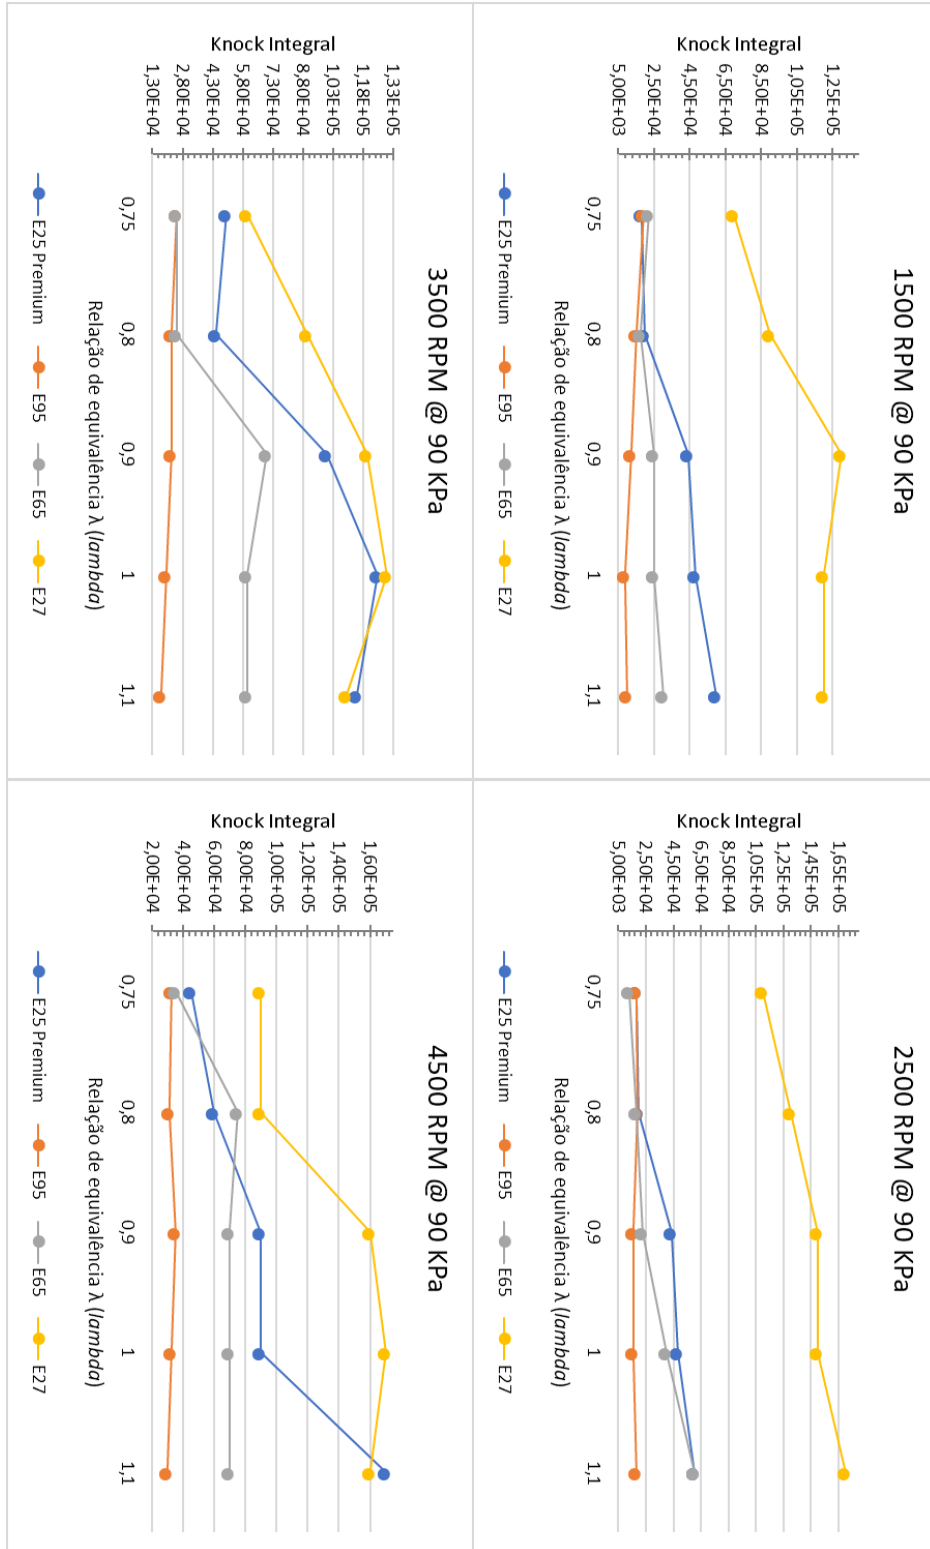 1500 RPM @ 90 KPa
Knock Integral
1,25E+05
1,05E+05
8,50E+04
6,50E+04
4,50E+04
2,50E+04
5,00E+03
0,75 0,8 0,9 1 1,1
Relação de equivalência λ (lambda)
E25 Premium E95 E65 E27
2500 RPM @ 90 KPa
Knock Integral
1,65E+05
1,45E+05
1,25E+05
1,05E+05
8,50E+04
6,50E+04
4,50E+04
2,50E+04
5,00E+03
0,75 0,8 0,9 1 1,1
Relação de equivalência λ (lambda)
E25 Premium E95 E65 E27
3500 RPM @ 90 KPa
Knock Integral
1,33E+05
1,18E+05
1,03E+05
8,80E+04
7,30E+04
5,80E+04
4,30E+04
2,80E+04
1,30E+04
0,75 0,8 0,9 1 1,1
Relação de equivalência λ (lambda)
E25 Premium E95 E65 E27
4500 RPM @ 90 KPa
Knock Integral
1,60E+05
1,40E+05
1,20E+05
1,00E+05
8,00E+04
6,00E+04
4,00E+04
2,00E+04
0,75 0,8 0,9 1 1,1
Relação de equivalência λ (lambda)
E25 Premium E95 E65 E27